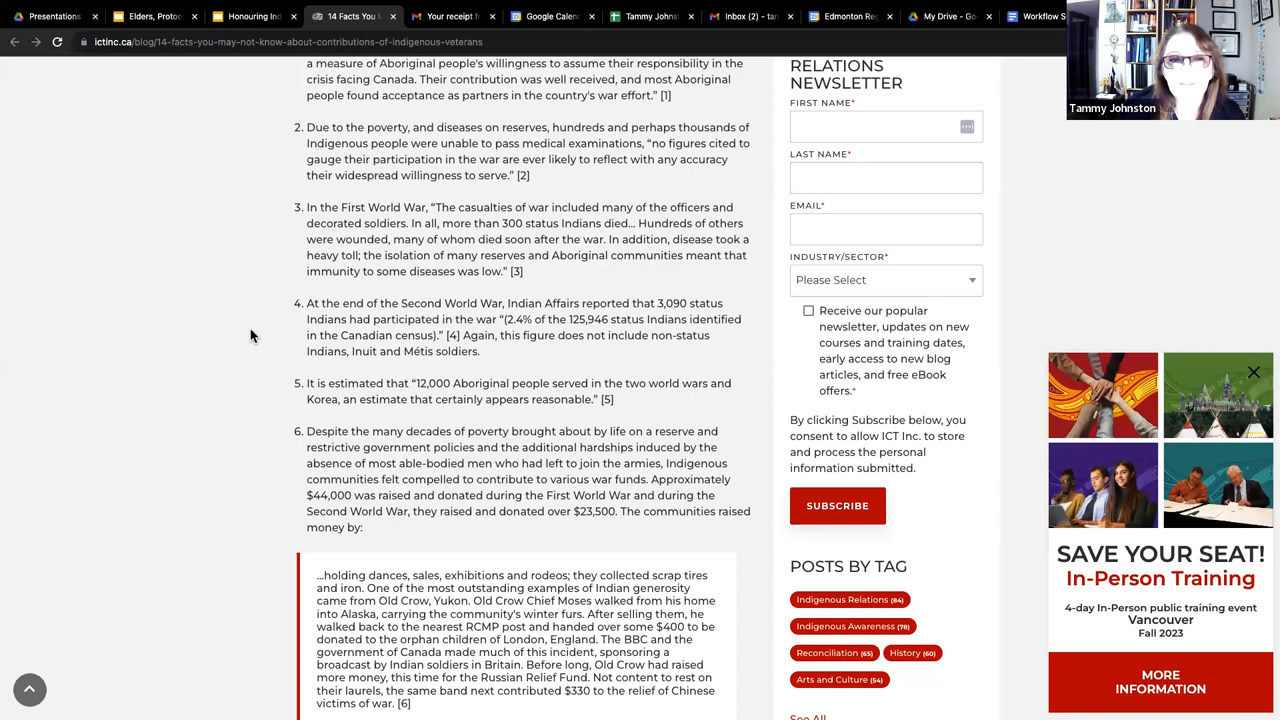 Presentations
Elders, Protoc
Honouring Ind
14 Facts You M
Your receipt f
Google Calen
Tammy Johnst
Inbox (2) – tan
Edmonton Reg
My Drive - Goo
Workflow S
ictinc.ca/blog/14-facts-you-may-not-know-about-contributions-of-indigenous-veterans
Tammy Johnston
a measure of Aboriginal people's willingness to assume their responsibility in the
crisis facing Canada. Their contribution was well received, and most Aboriginal
people found acceptance as partners in the country's war effort.” [1]
2. Due to the poverty, and diseases on reserves, hundreds and perhaps thousands of
Indigenous people were unable to pass medical examinations, “no figures cited to
gauge their participation in the war are ever likely to reflect with any accuracy
their widespread willingness to serve.” [2]
3. In the First World War, “The casualties of war included many of the officers and
decorated soldiers. In all, more than 300 status Indians died... Hundreds of others
were wounded, many of whom died soon after the war. In addition, disease took a
heavy toll; the isolation of many reserves and Aboriginal communities meant that
immunity to some diseases was low.” [3]
4. At the end of the Second World War, Indian Affairs reported that 3,090 status
Indians had participated in the war “(2.4% of the 125,946 status Indians identified
in the Canadian census).” [4] Again, this figure does not include non-status
Indians, Inuit and Métis soldiers.
5. It is estimated that “12,000 Aboriginal people served in the two world wars and
Korea, an estimate that certainly appears reasonable.” [5]
6. Despite the many decades of poverty brought about by life on a reserve and
restrictive government policies and the additional hardships induced by the
absence of most able-bodied men who had left to join the armies, Indigenous
communities felt compelled to contribute to various war funds. Approximately
$44,000 was raised and donated during the First World War and during the
Second World War, they raised and donated over $23,500. The communities raised
money by:
...holding dances, sales, exhibitions and rodeos; they collected scrap tires
and iron. One of the most outstanding examples of Indian generosity
came from Old Crow, Yukon. Old Crow Chief Moses walked from his home
into Alaska, carrying the community's winter furs. After selling them, he
walked back to the nearest RCMP post and handed over some $400 to be
donated to the orphan children of London, England. The BBC and the
government of Canada made much of this incident, sponsoring a
broadcast by Indian soldiers in Britain. Before long, Old Crow had raised
more money, this time for the Russian Relief Fund. Not content to rest on
their laurels, the same band contributed $330 to the relief of Chinese
victims of war. [6]
RELATIONS
NEWSLETTER
FIRST NAME*
LAST NAME*
EMAIL*
INDUSTRY/SECTOR*
Please Select
Receive our popular
newsletter, updates on new
courses and training dates,
early access to new blog
articles, and free eBook
offers.*
By clicking Subscribe below, you
consent to allow ICT Inc. to store
and process the personal
information submitted.
SUBSCRIBE
POSTS BY TAG
Indigenous Relations (84)
Indigenous Awareness (78)
Reconciliation (65)
History (60)
Arts and Culture (54)
See All
SAVE YOUR SEAT!
In-Person Training
4-day In-Person public training event
Vancouver
Fall 2023
MORE
INFORMATION